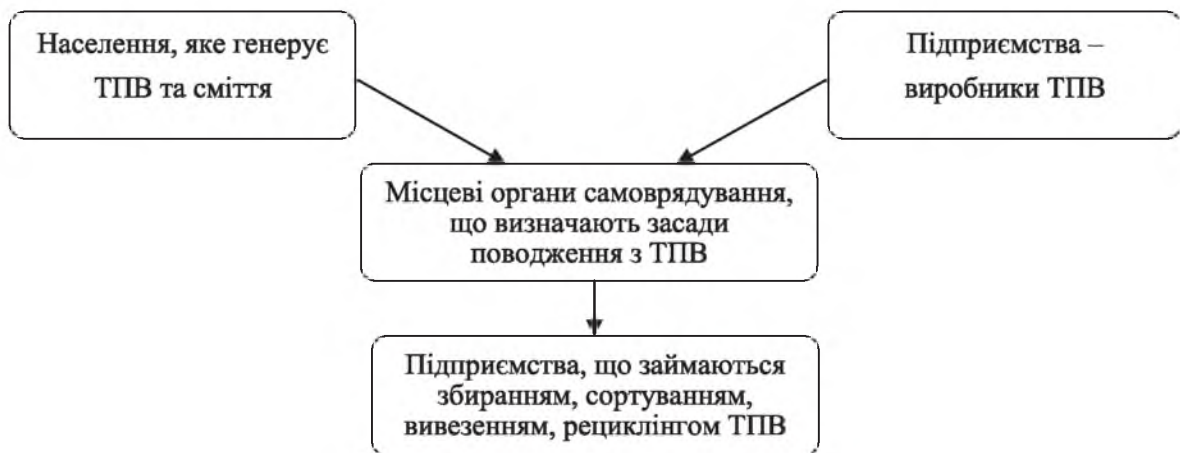 Населення, яке генерує
ТПВ та сміття
Підприємства –
виробники ТПВ
Місцеві органи самоврядування,
що визначають засади
поводження з ТПВ
Підприємства, що займаються
збиранням, сортуванням,
вивезенням, рециклінгом ТПВ